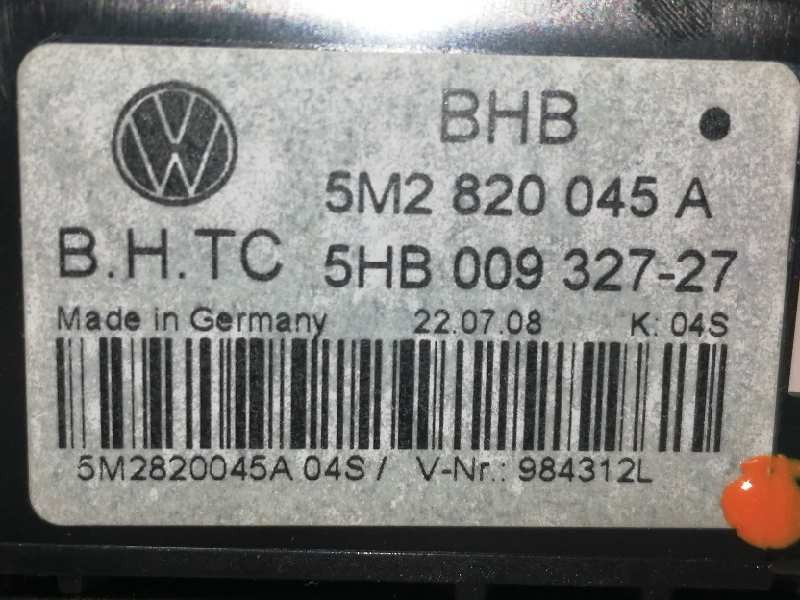 BHB
5M2 820 045 A
B.H.TC 5HB 009 327-27
Made in Germany 22.07.08 K: 04S
5M2820045A 04S / V-Nr.: 984312L